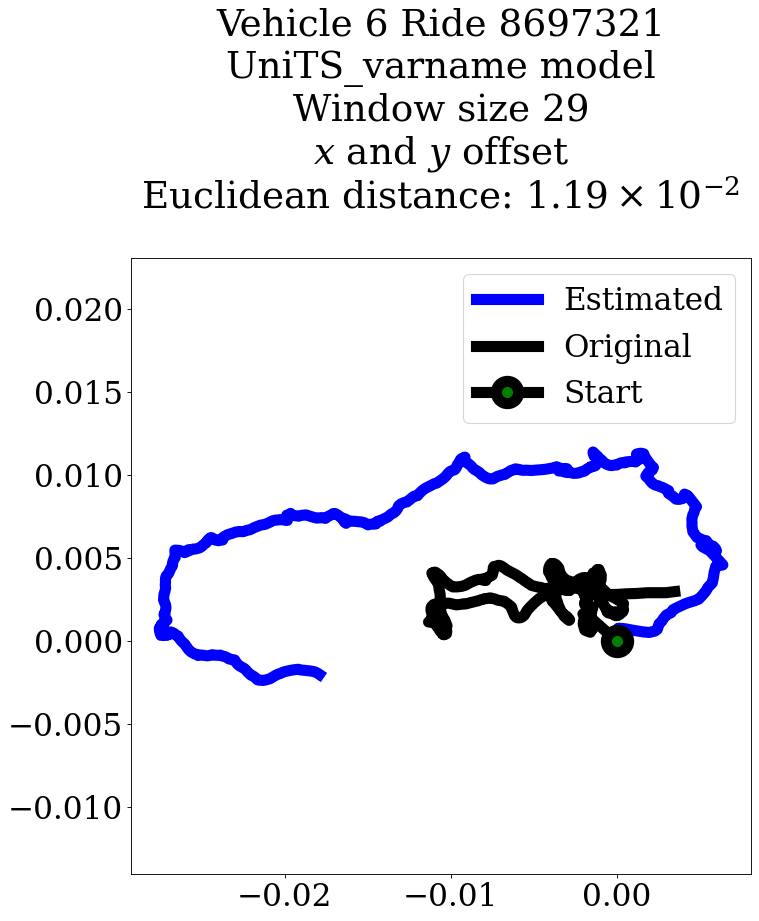 Vehicle 6 Ride 8697321
UniTS_varname model
Window size 29
x and y offset
Euclidean distance: 1.19 × 10⁻²
Estimated
Original
Start
0.020
0.015
0.010
0.005
0.000
−0.005
−0.010
−0.02 −0.01 0.00